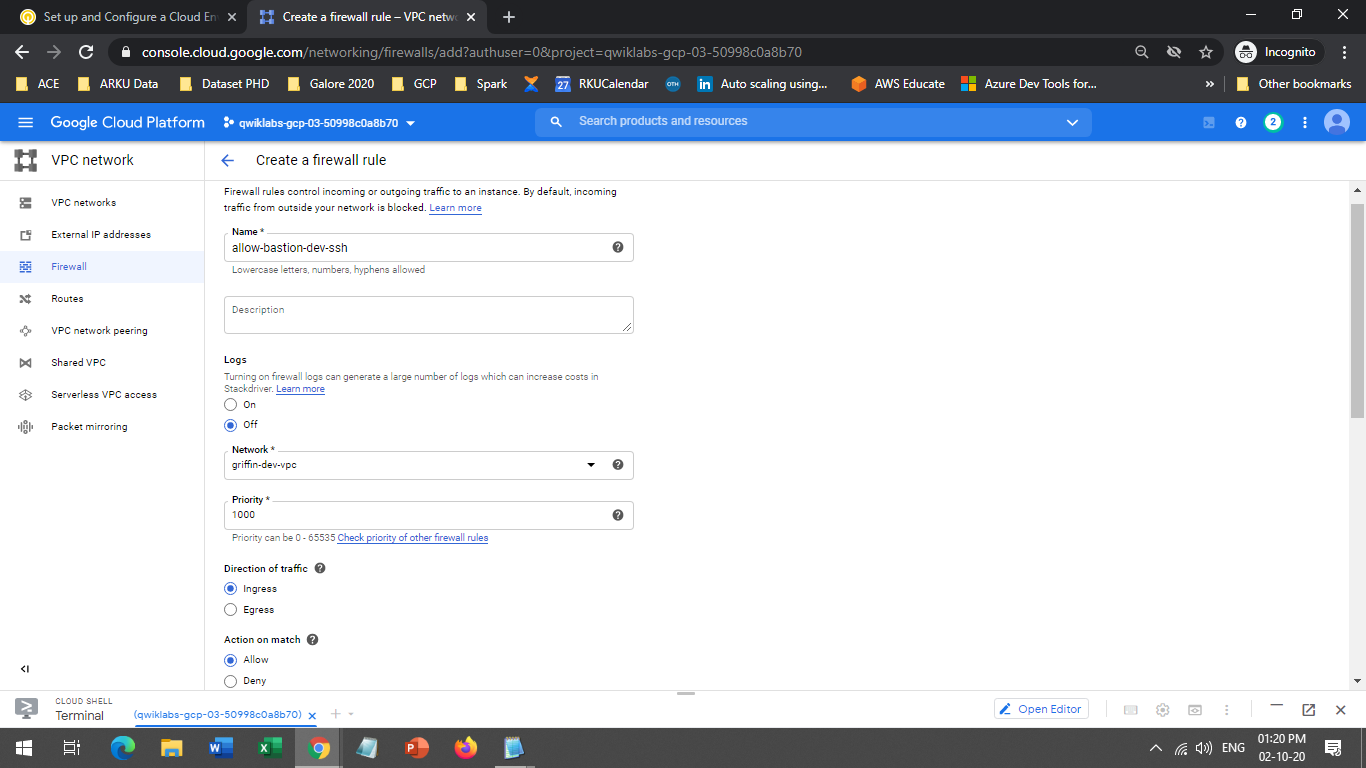 Set up and Configure a Cloud En
Create a firewall rule – VPC netwo
console.cloud.google.com/networking/firewalls/add?authuser=0&project=qwiklabs-gcp-03-50998c0a8b70
Incognito
ACE
ARKU Data
Dataset PHD
Galore 2020
GCP
Spark
27
RKUCalendar
OTH
in
Auto scaling using...
AWS Educate
Azure Dev Tools for...
»
Other bookmarks
Google Cloud Platform
qwiklabs-gcp-03-50998c0a8b70
Search products and resources
2
VPC network
Create a firewall rule
VPC networks
External IP addresses
Firewall
Routes
VPC network peering
Shared VPC
Serverless VPC access
Packet mirroring
Firewall rules control incoming or outgoing traffic to an instance. By default, incoming
traffic from outside your network is blocked. Learn more
Name *
allow-bastion-dev-ssh
Lowercase letters, numbers, hyphens allowed
Description
Logs
Turning on firewall logs can generate a large number of logs which can increase costs in
Stackdriver. Learn more
On
Off
Network *
griffin-dev-vpc
Priority *
1000
Priority can be 0 - 65535 Check priority of other firewall rules
Direction of traffic
Ingress
Egress
Action on match
Allow
Deny
CLOUD SHELL
Terminal
(qwiklabs-gcp-03-50998c0a8b70)
Open Editor
ENG
01:20 PM
02-10-20